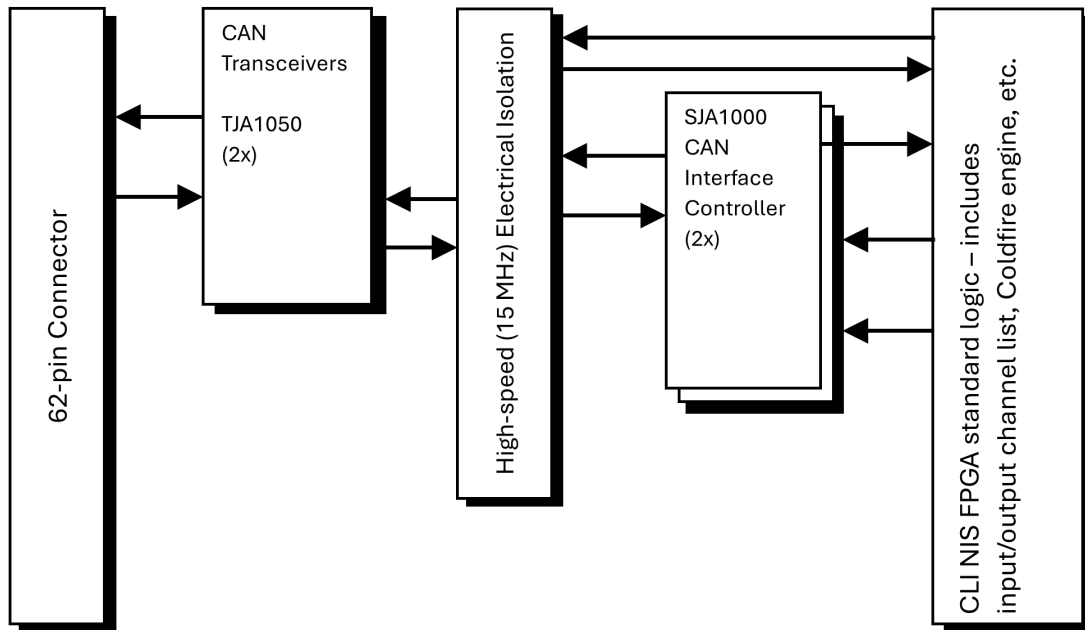 62-pin Connector
CAN
Transceivers
TJA1050
(2x)
High-speed (15 MHz) Electrical Isolation
SJA1000
CAN
Interface
Controller
(2x)
CLI NIS FPGA standard logic – includes
input/output channel list, Coldfire engine, etc.